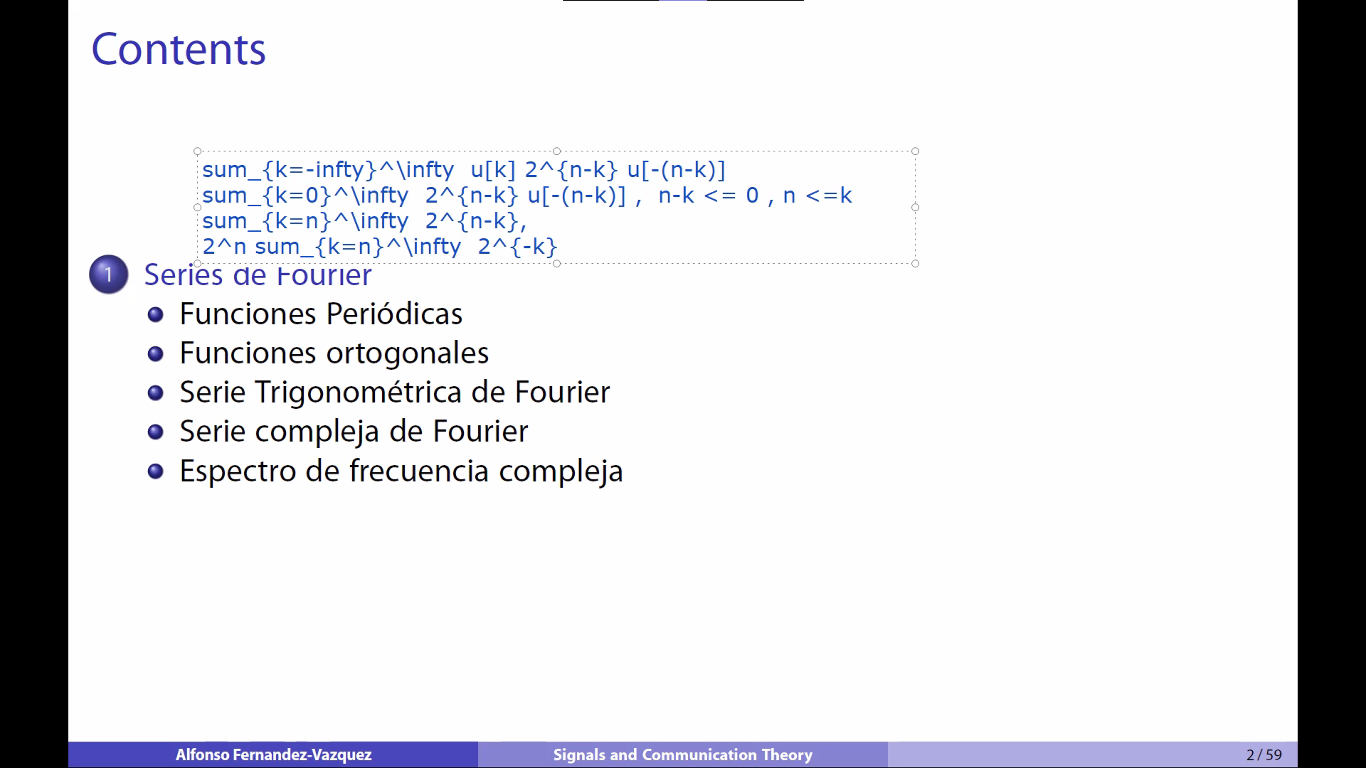 Contents
sum_{k=-infty}^\infty  u[k] 2^{n-k} u[-(n-k)]
sum_{k=0}^\infty  2^{n-k} u[-(n-k)] ,  n-k <= 0 , n <=k
sum_{k=n}^\infty  2^{n-k},
2^n sum_{k=n}^\infty  2^{-k}
1 Series de Fourier
Funciones Periódicas
Funciones ortogonales
Serie Trigonométrica de Fourier
Serie compleja de Fourier
Espectro de frecuencia compleja
Alfonso Fernandez-Vazquez Signals and Communication Theory 2 / 59